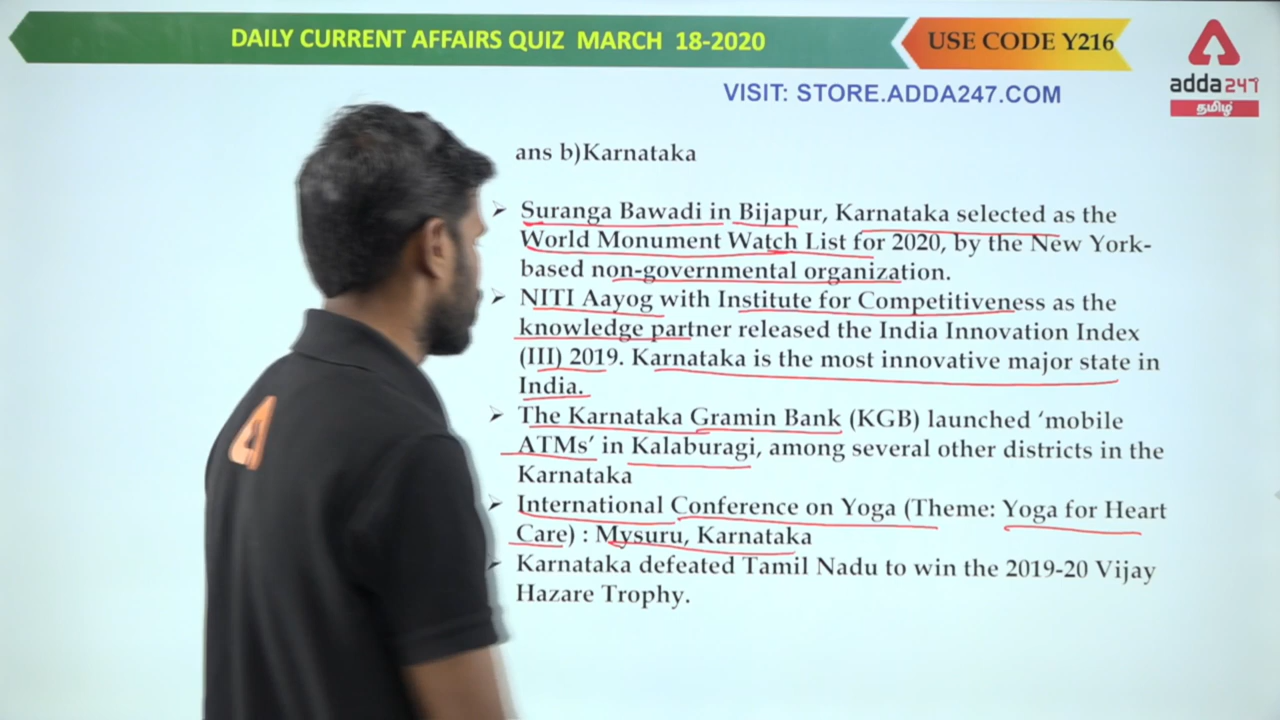 DAILY CURRENT AFFAIRS QUIZ MARCH 18-2020
USE CODE Y216
adda247
தமிழ்
VISIT: STORE.ADDA247.COM
ans b)Karnataka
➢ Suranga Bawadi in Bijapur, Karnataka selected as the
World Monument Watch List for 2020, by the New York-
based non-governmental organization.
➢ NITI Aayog with Institute for Competitiveness as the
knowledge partner released the India Innovation Index
(III) 2019. Karnataka is the most innovative major state in
India.
➢ The Karnataka Gramin Bank (KGB) launched ‘mobile
ATMs’ in Kalaburagi, among several other districts in the
Karnataka
➢ International Conference on Yoga (Theme: Yoga for Heart
Care) : Mysuru, Karnataka
➢ Karnataka defeated Tamil Nadu to win the 2019-20 Vijay
Hazare Trophy.